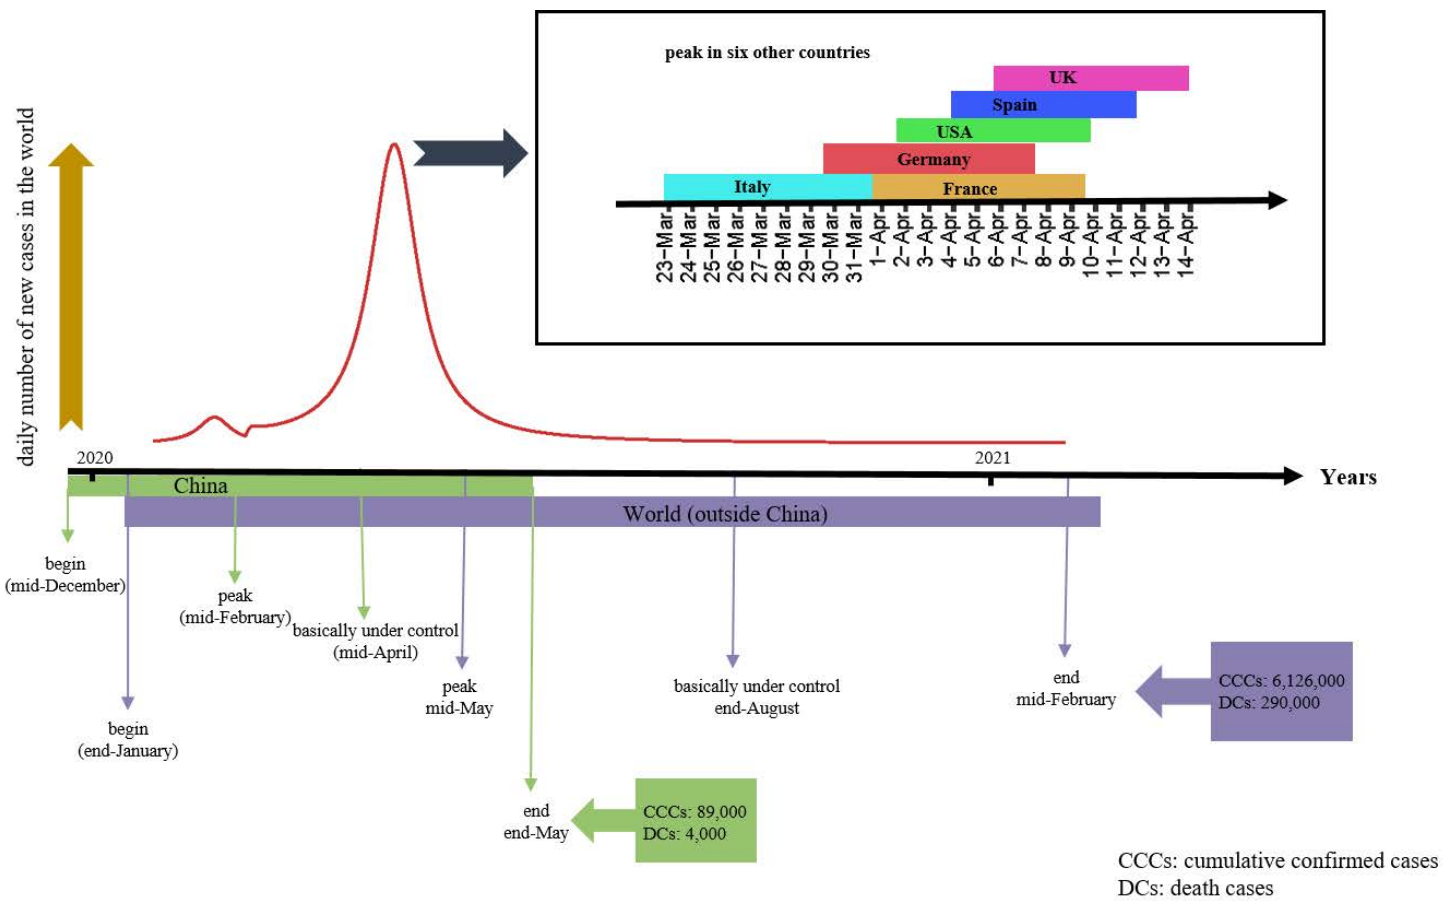 peak in six other countries
UK
Spain
USA
Germany
Italy
France
23-Mar
24-Mar
25-Mar
26-Mar
27-Mar
28-Mar
29-Mar
30-Mar
31-Mar
1-Apr
2-Apr
3-Apr
4-Apr
5-Apr
6-Apr
7-Apr
8-Apr
9-Apr
10-Apr
11-Apr
12-Apr
13-Apr
14-Apr
daily number of new cases in the world
2020
2021
Years
China
World (outside China)
begin
(mid-December)
peak
(mid-February)
basically under control
(mid-April)
begin
(end-January)
peak
mid-May
basically under control
end-August
end
mid-February
CCCs: 6,126,000
DCs: 290,000
end
end-May
CCCs: 89,000
DCs: 4,000
CCCs: cumulative confirmed cases
DCs: death cases